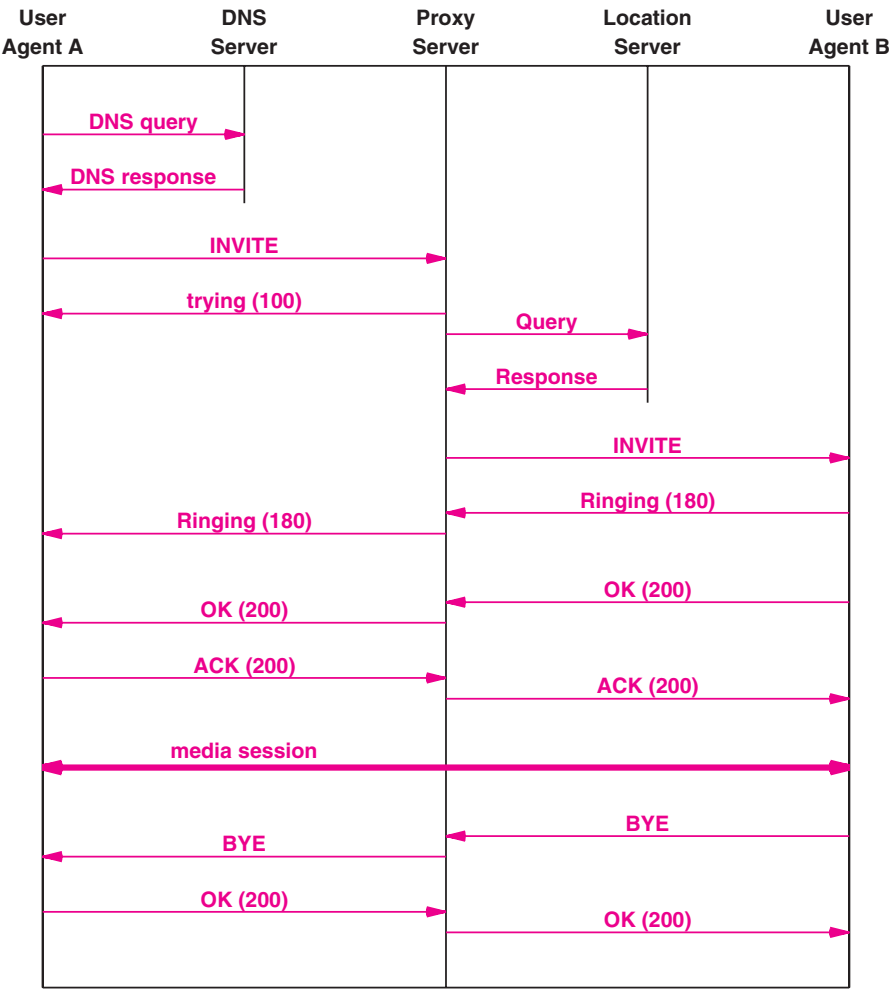 User
Agent A
DNS
Server
Proxy
Server
Location
Server
User
Agent B
DNS query
DNS response
INVITE
trying (100)
Query
Response
INVITE
Ringing (180)
Ringing (180)
OK (200)
OK (200)
ACK (200)
ACK (200)
media session
BYE
BYE
OK (200)
OK (200)